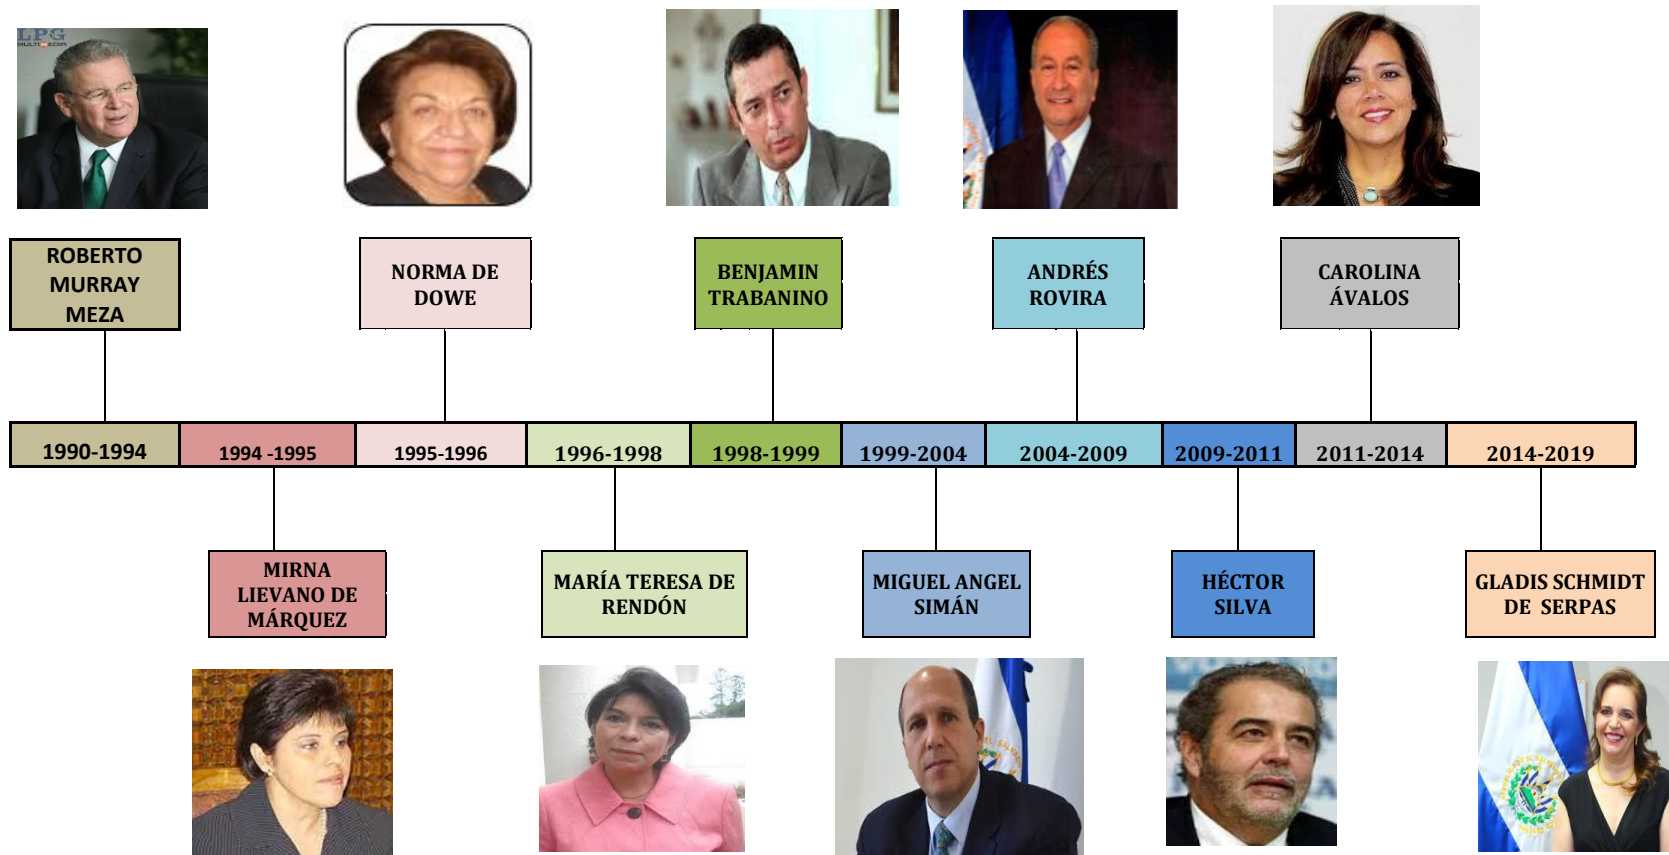 LPG
MULTIMEDIA
ROBERTO
MURRAY
MEZA
NORMA DE
DOWE
BENJAMIN
TRABANINO
ANDRÉS
ROVIRA
CAROLINA
ÁVALOS
1990-1994
1994 -1995
1995-1996
1996-1998
1998-1999
1999-2004
2004-2009
2009-2011
2011-2014
2014-2019
MIRNA
LIEVANO DE
MÁRQUEZ
MARÍA TERESA DE
RENDÓN
MIGUEL ANGEL
SIMÁN
HÉCTOR
SILVA
GLADIS SCHMIDT
DE SERPAS